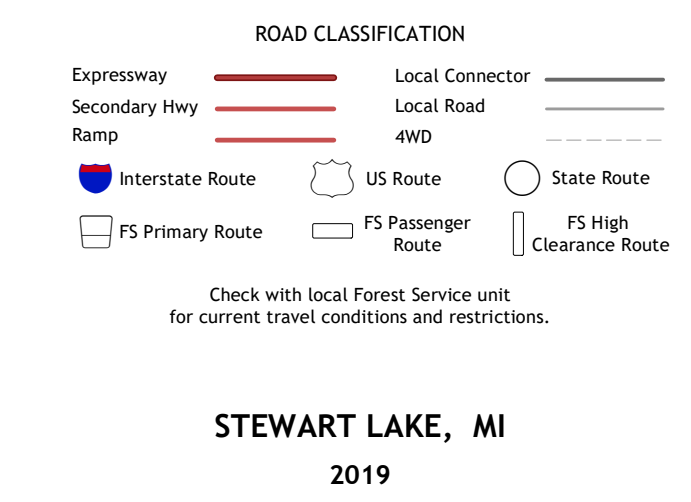 ROAD CLASSIFICATION
Expressway
Local Connector
Secondary Hwy
Local Road
Ramp
4WD
Interstate Route
US Route
State Route
FS Primary Route
FS Passenger
Route
FS High
Clearance Route
Check with local Forest Service unit
for current travel conditions and restrictions.
STEWART LAKE, MI
2019